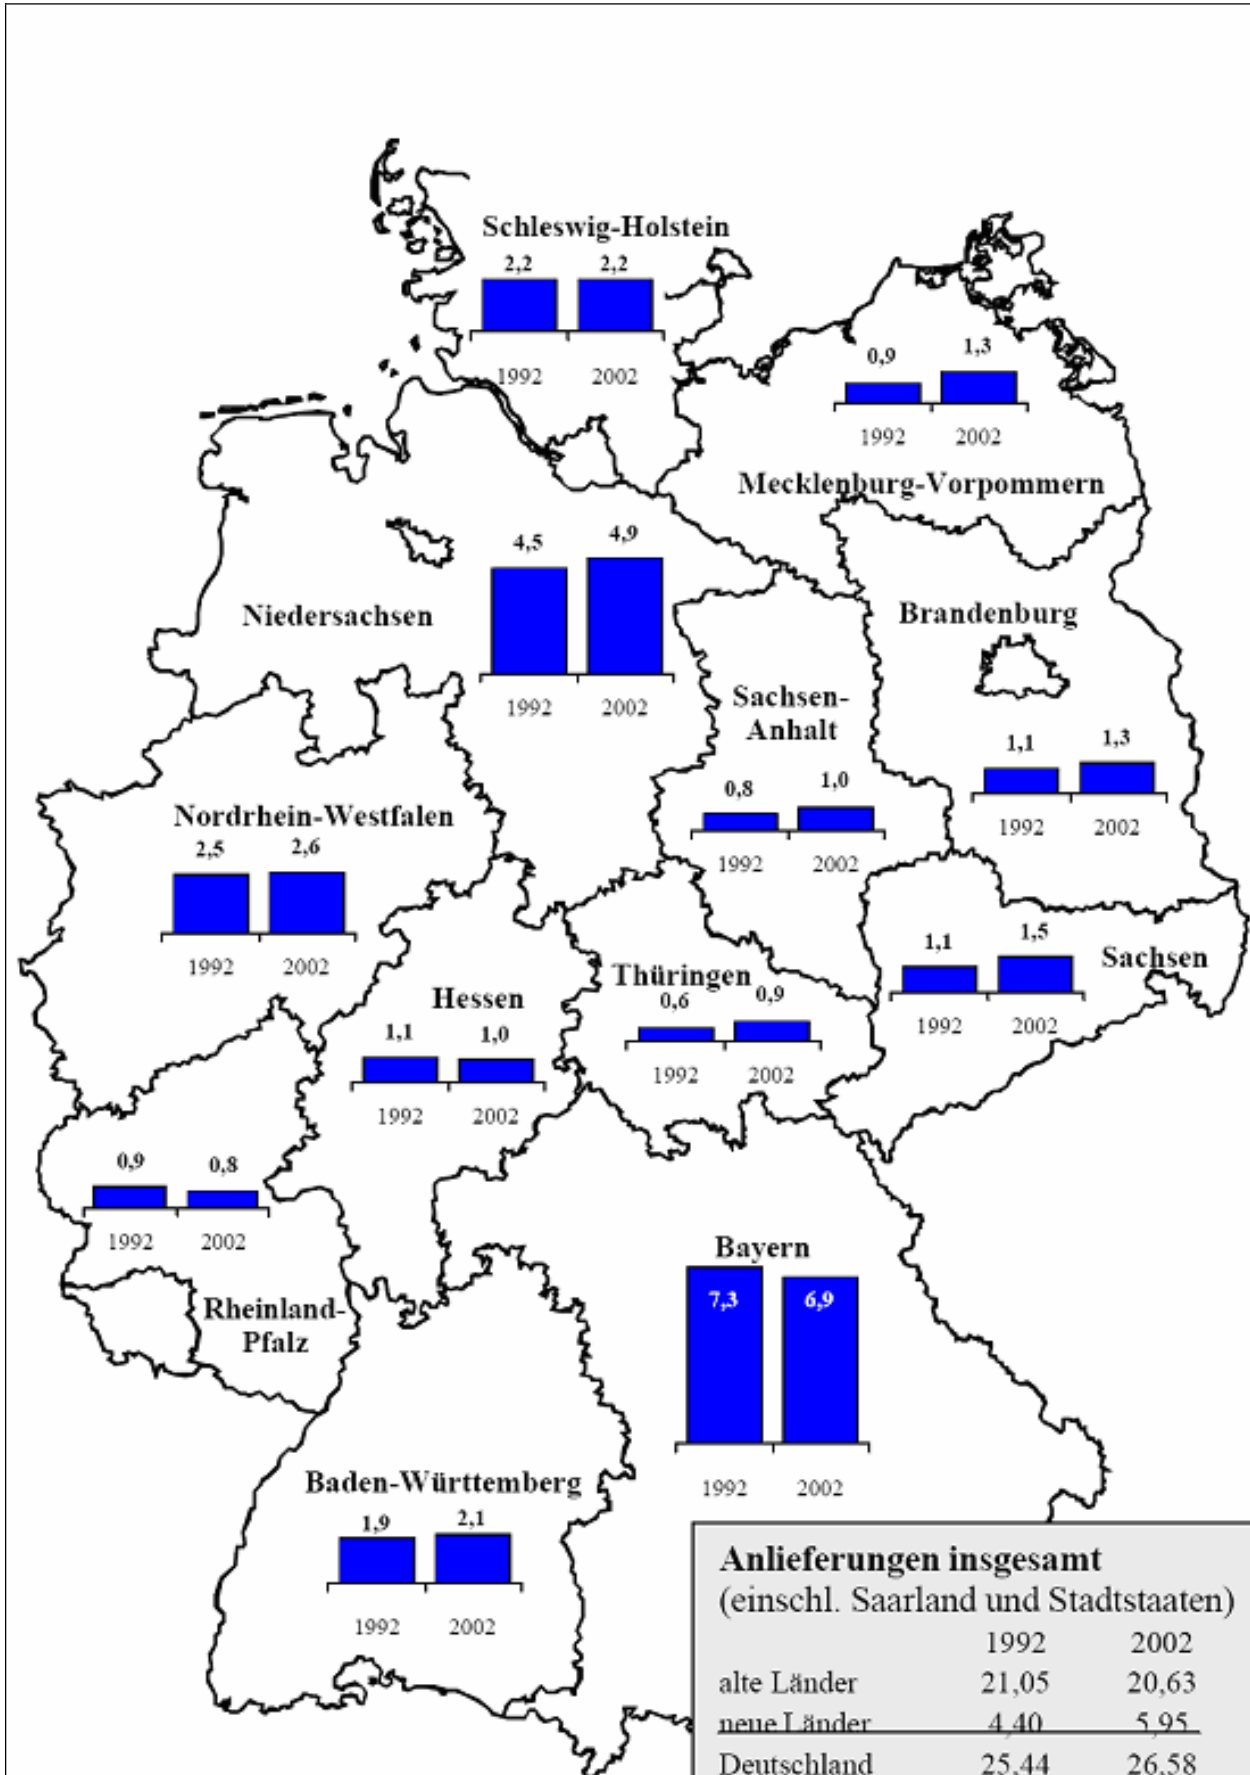 Schleswig-Holstein
2,2 2,2
1992 2002
0,9 1,3
1992 2002
Mecklenburg-Vorpommern
4,5 4,9
Niedersachsen
1992 2002
Brandenburg
1,1 1,3
1992 2002
Sachsen-
Anhalt
0,8 1,0
1992 2002
Nordrhein-Westfalen
2,5 2,6
1992 2002
Sachsen
1,1 1,5
1992 2002
Thüringen
0,6 0,9
1992 2002
Hessen
1,1 1,0
1992 2002
0,9 0,8
1992 2002
Rheinland-
Pfalz
Bayern
7,3 6,9
1992 2002
Baden-Württemberg
1,9 2,1
1992 2002
Anlieferungen insgesamt
(einschl. Saarland und Stadtstaaten)
1992 2002
alte Länder 21,05 20,63
neue Länder 4,40 5,95
Deutschland 25,44 26,58